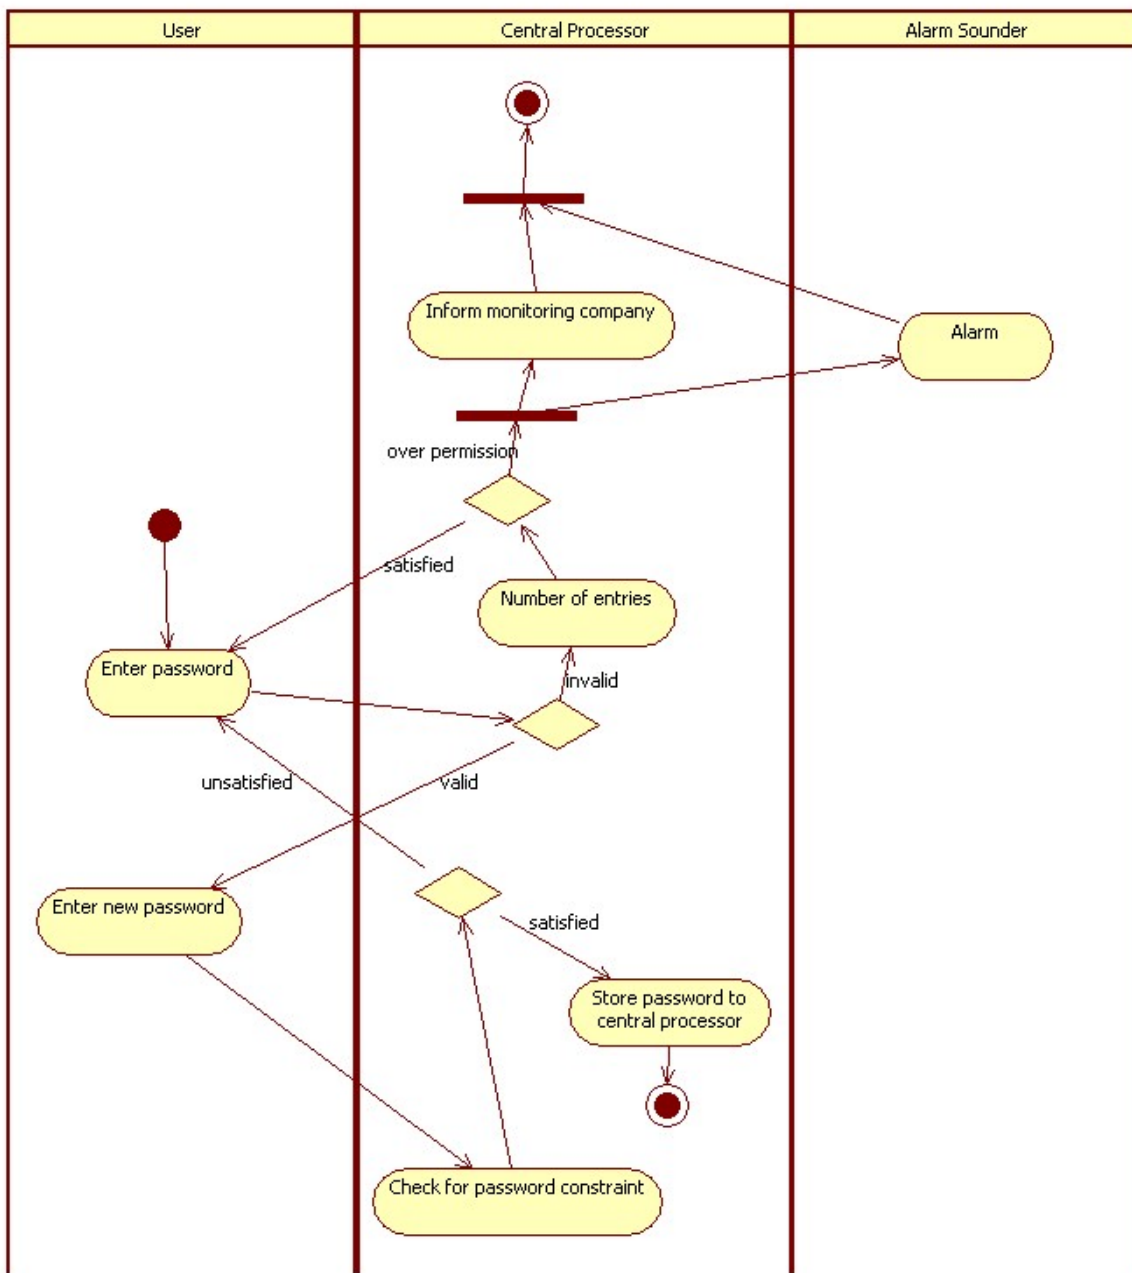 User
Central Processor
Alarm Sounder
Inform monitoring company
Alarm
over permission
satisfied
Number of entries
Enter password
invalid
unsatisfied
valid
Enter new password
satisfied
Store password to
central processor
Check for password constraint